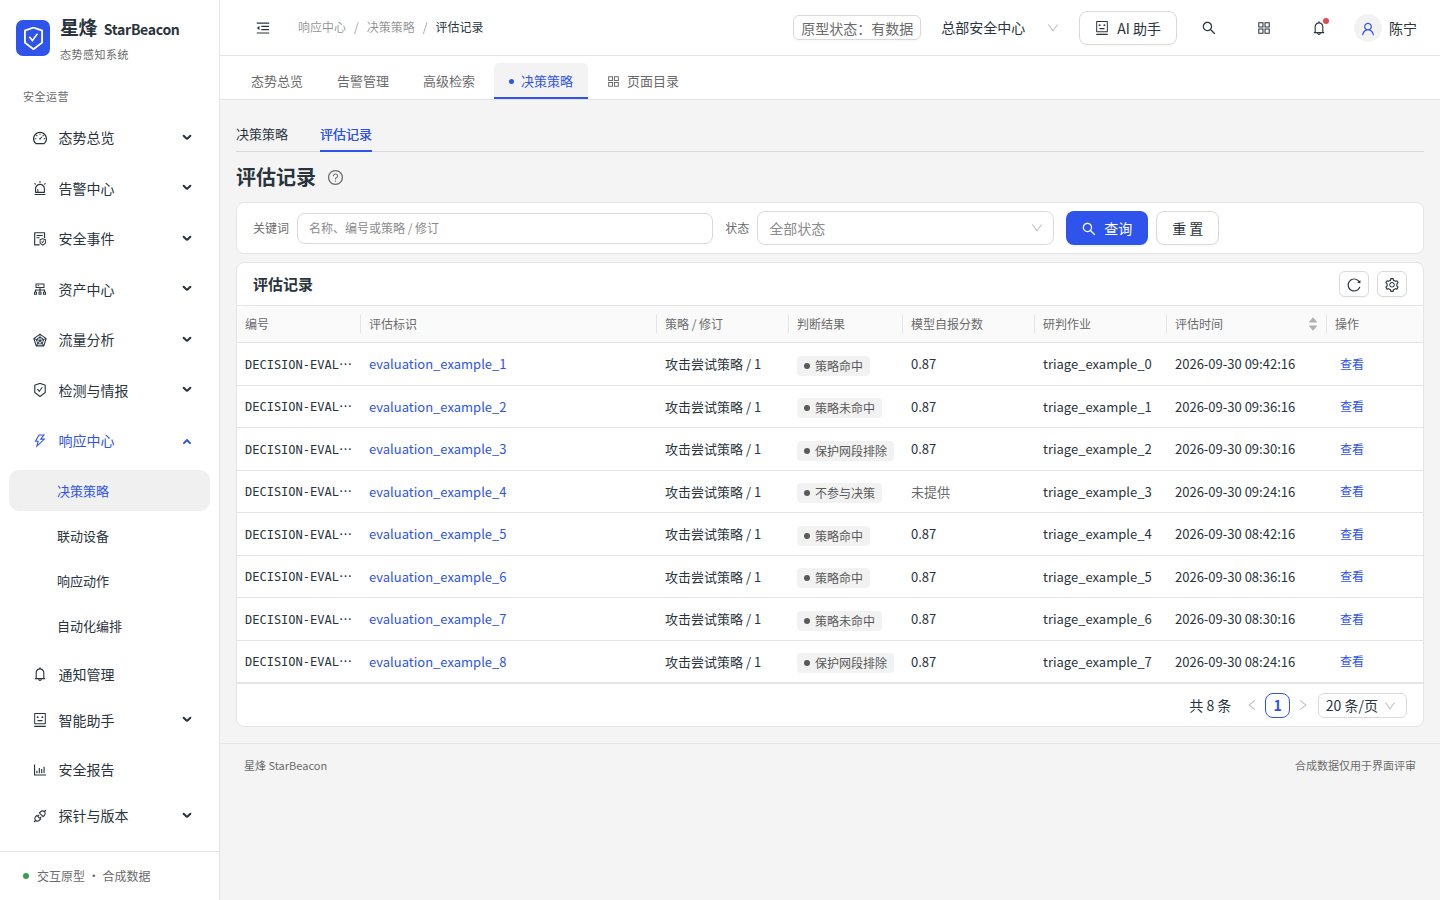 星烽 StarBeacon
态势感知系统
安全运营
态势总览
告警中心
安全事件
资产中心
流量分析
检测与情报
响应中心
决策策略
联动设备
响应动作
自动化编排
通知管理
智能助手
安全报告
探针与版本
交互原型 · 合成数据
响应中心 / 决策策略 / 评估记录
原型状态：有数据
总部安全中心
AI 助手
陈宁
态势总览 告警管理 高级检索 决策策略 页面目录
决策策略 评估记录
评估记录
关键词 名称、编号或策略 / 修订 状态 全部状态 查询 重 置
评估记录
编号 评估标识 策略 / 修订 判断结果 模型自报分数 研判作业 评估时间 操作
DECISION-EVAL··· evaluation_example_1 攻击尝试策略 / 1 策略命中 0.87 triage_example_0 2026-09-30 09:42:16 查看
DECISION-EVAL··· evaluation_example_2 攻击尝试策略 / 1 策略未命中 0.87 triage_example_1 2026-09-30 09:36:16 查看
DECISION-EVAL··· evaluation_example_3 攻击尝试策略 / 1 保护网段排除 0.87 triage_example_2 2026-09-30 09:30:16 查看
DECISION-EVAL··· evaluation_example_4 攻击尝试策略 / 1 不参与决策 未提供 triage_example_3 2026-09-30 09:24:16 查看
DECISION-EVAL··· evaluation_example_5 攻击尝试策略 / 1 策略命中 0.87 triage_example_4 2026-09-30 08:42:16 查看
DECISION-EVAL··· evaluation_example_6 攻击尝试策略 / 1 策略命中 0.87 triage_example_5 2026-09-30 08:36:16 查看
DECISION-EVAL··· evaluation_example_7 攻击尝试策略 / 1 策略未命中 0.87 triage_example_6 2026-09-30 08:30:16 查看
DECISION-EVAL··· evaluation_example_8 攻击尝试策略 / 1 保护网段排除 0.87 triage_example_7 2026-09-30 08:24:16 查看
共 8 条 < 1 > 20 条/页
星烽 StarBeacon
合成数据仅用于界面评审